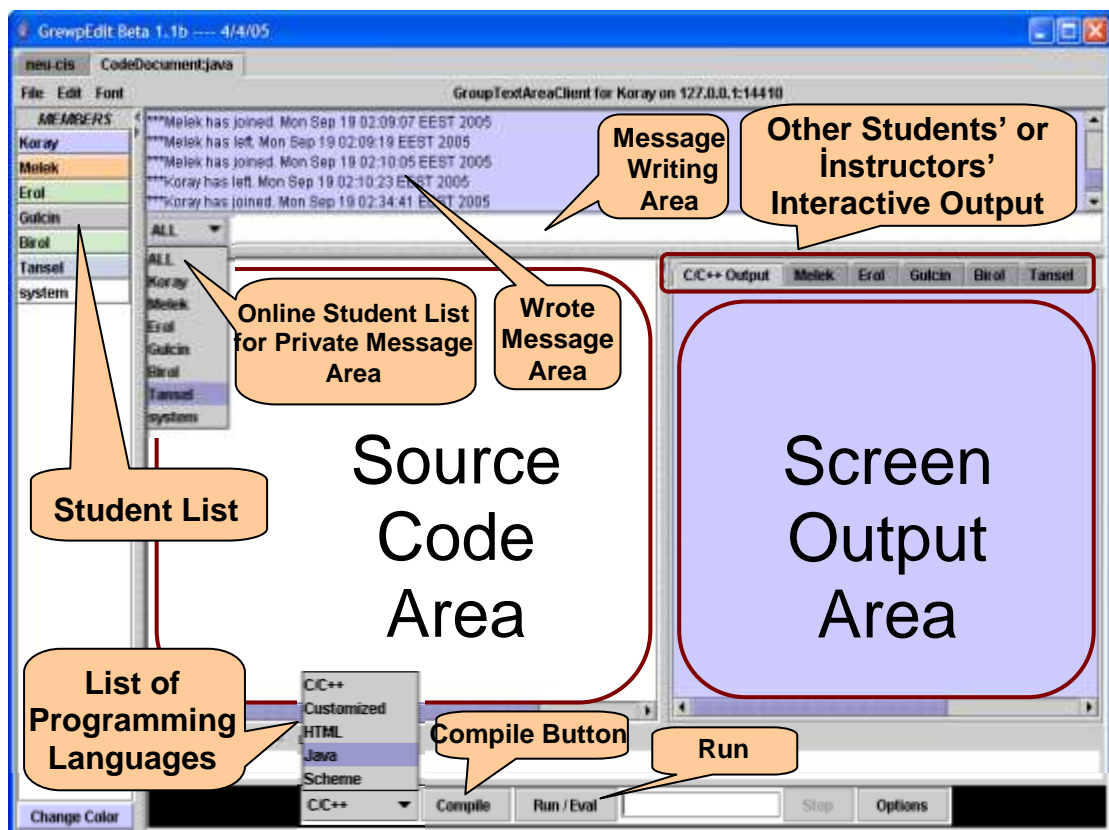 GrewpEdit Beta 1.1b ---- 4/4/05
neu-cis CodeDocument:java
File Edit Font
GroupTextAreaClient for Koray on 127.0.0.1:14410
MEMBERS
Koray
Melek
Erol
Gulcin
Birol
Tansel
system
***Melek has joined. Mon Sep 19 02:09:07 EEST 2005
***Melek has left. Mon Sep 19 02:09:19 EEST 2005
***Melek has joined. Mon Sep 19 02:10:05 EEST 2005
***Koray has left. Mon Sep 19 02:10:23 EEST 2005
***Koray has joined. Mon Sep 19 02:34:41 EEST 2005
Message
Writing
Area
Other Students’ or
İnstructors’
Interactive Output
ALL
ALL
Koray
Melek
Erol
Gulcin
Birol
Tansel
system
Online Student List
for Private Message
Area
Wrote
Message
Area
C/C++ Output Melek Erol Gulcin Birol Tansel
Student List
Source
Code
Area
Screen
Output
Area
List of
Programming
Languages
C/C++
Customized
HTML
Java
Scheme
Compile Button
Run
Change Color
C/C++ Compile Run / Eval Stop Options